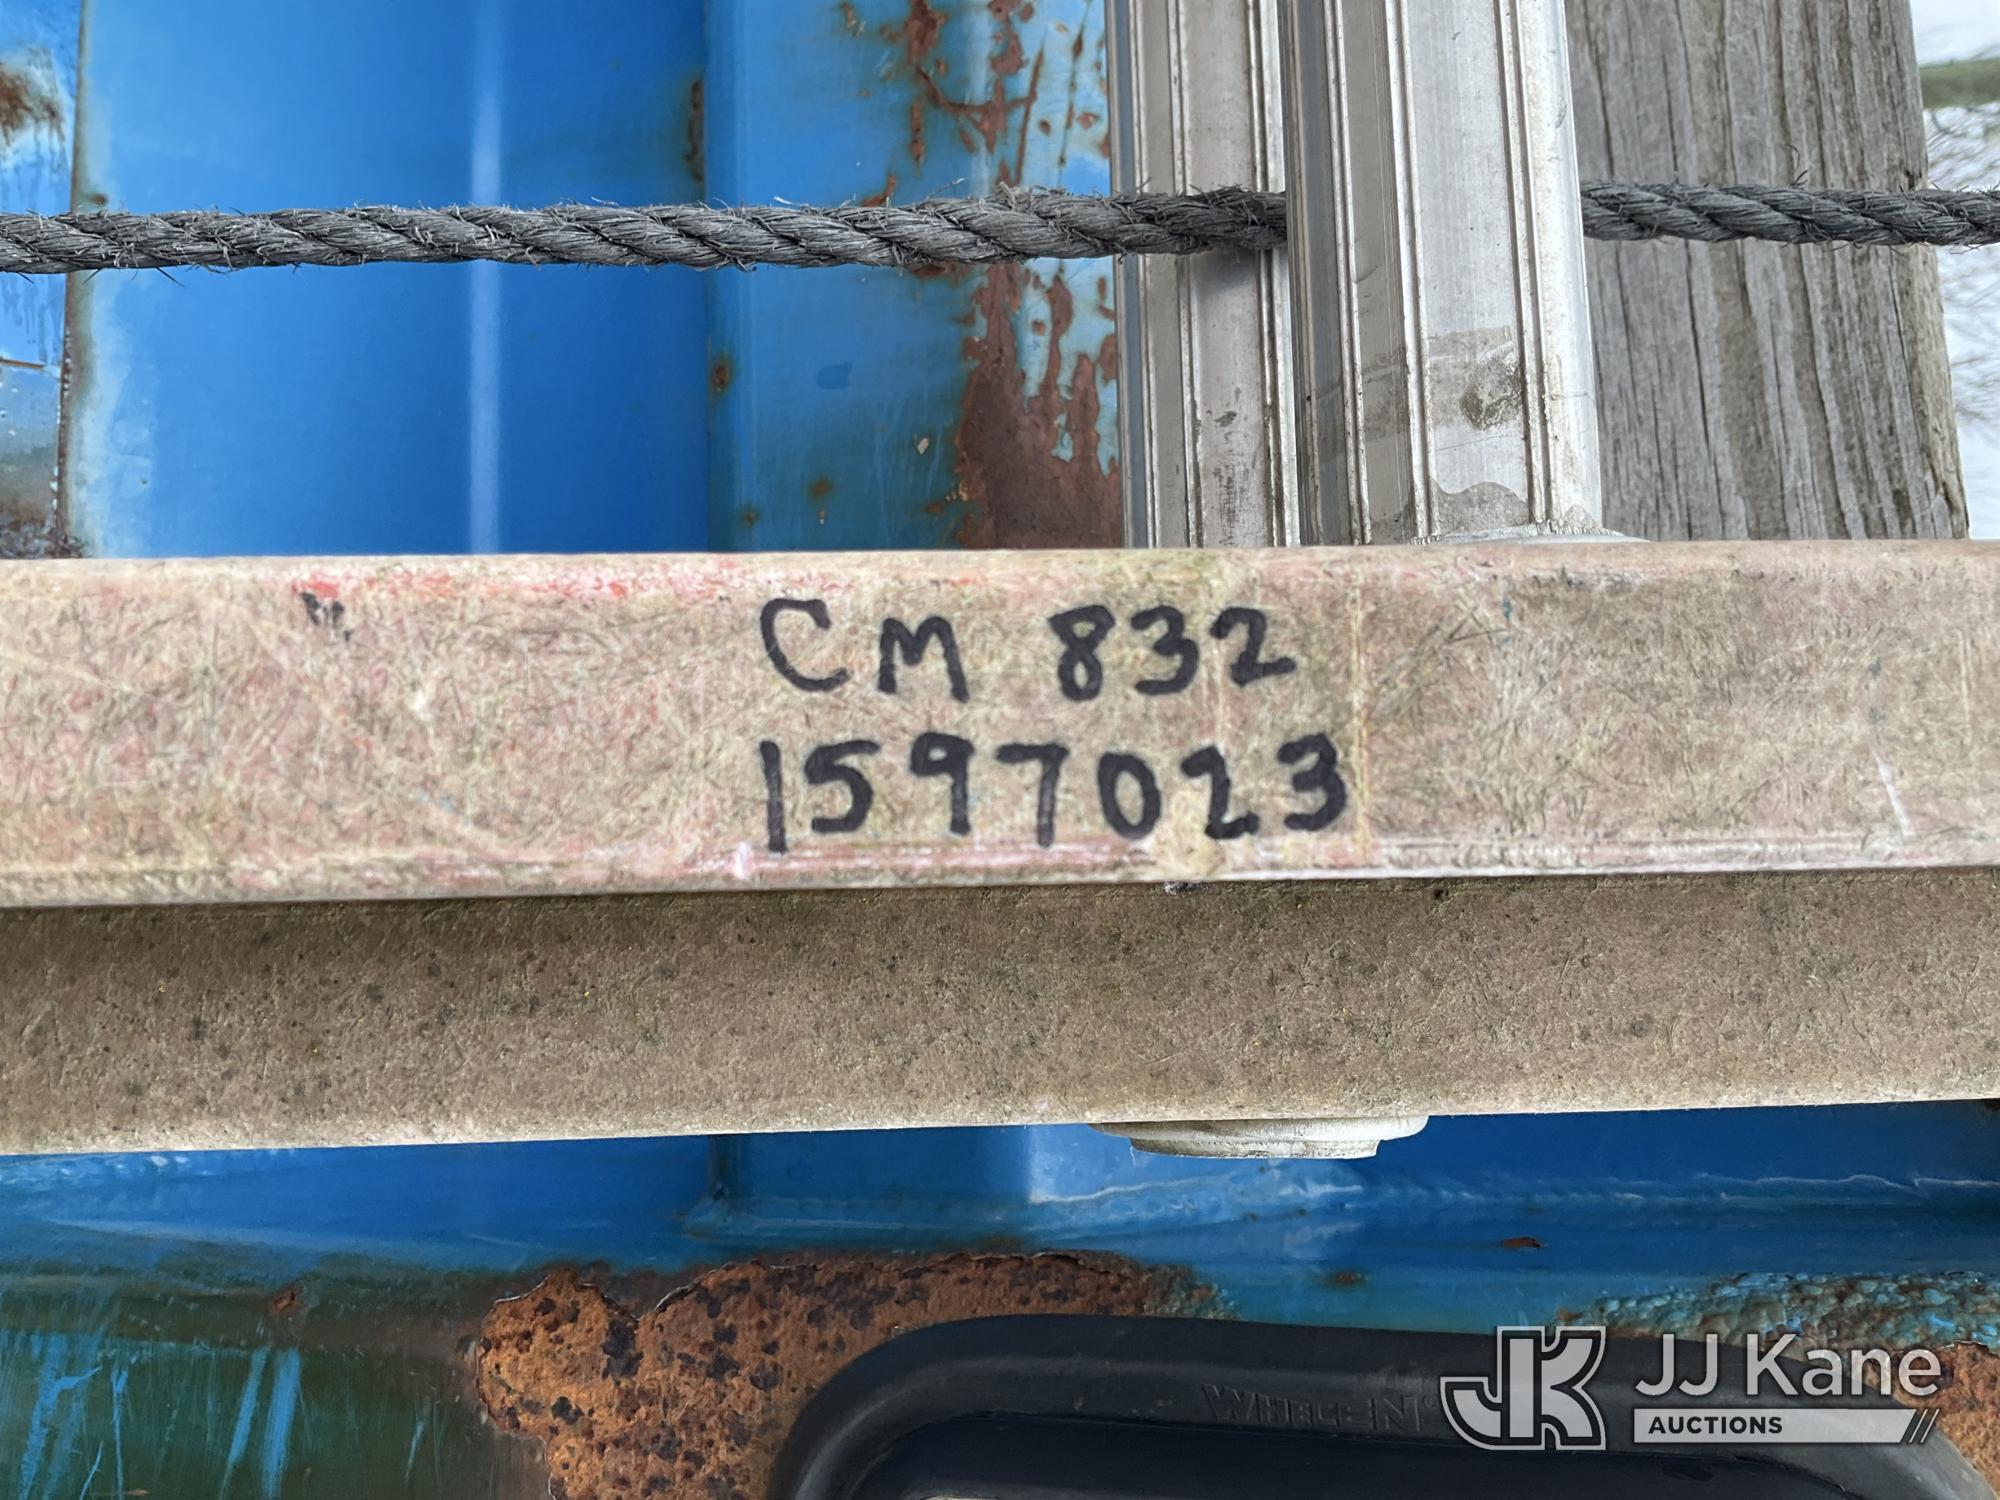 CM 832
1597023
WHELEN
JJ Kane
AUCTIONS